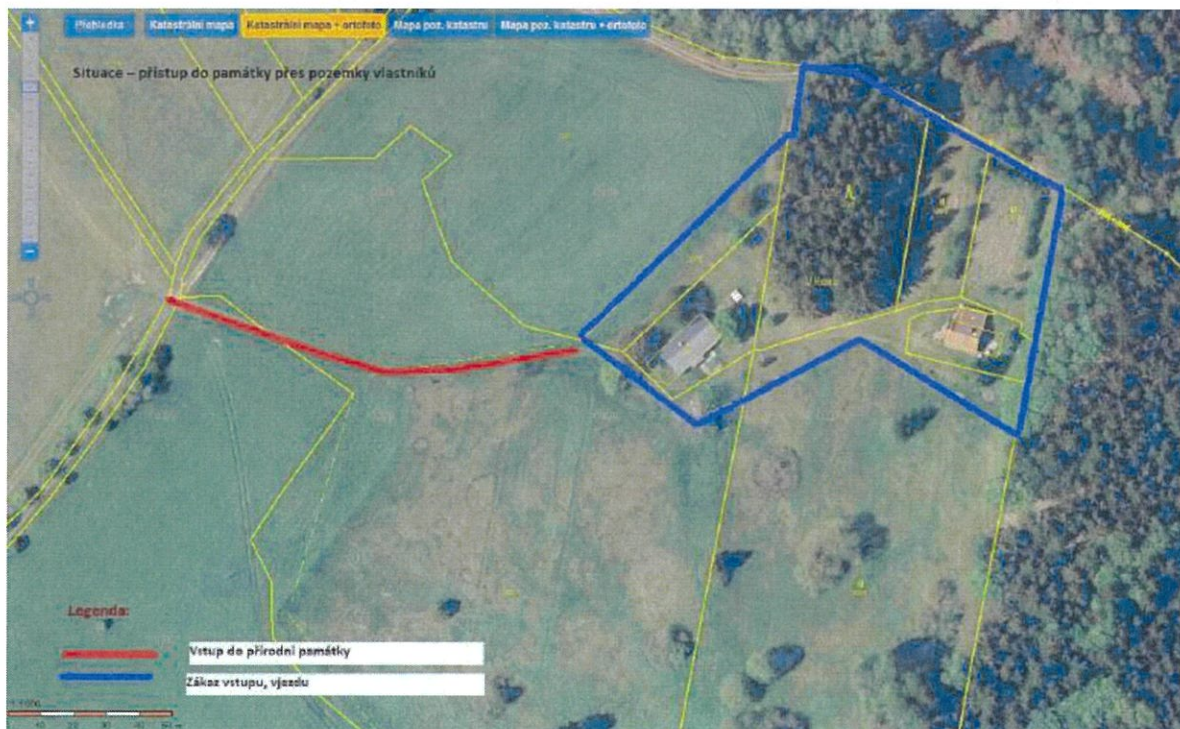 Přehledka Katastrální mapa Katastrální mapa + ortofoto Mapa poz. katastru Mapa poz. katastru + ortofoto
Situace – přístup do památky přes pozemky vlastníků
Legenda:
Vstup do přírodní památky
Zákaz vstupu, vjezdu